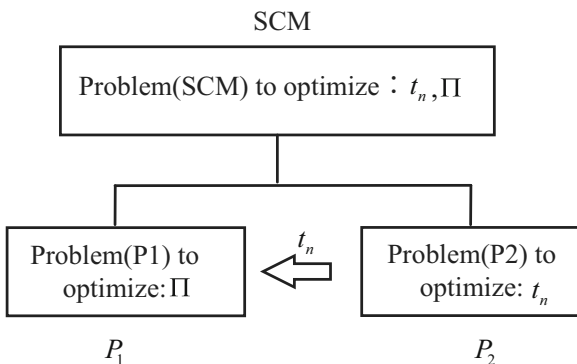 SCM
Problem(SCM) to optimize：t_n,Π
Problem(P1) to
optimize:Π
t_n
Problem(P2) to
optimize: t_n
P_1
P_2